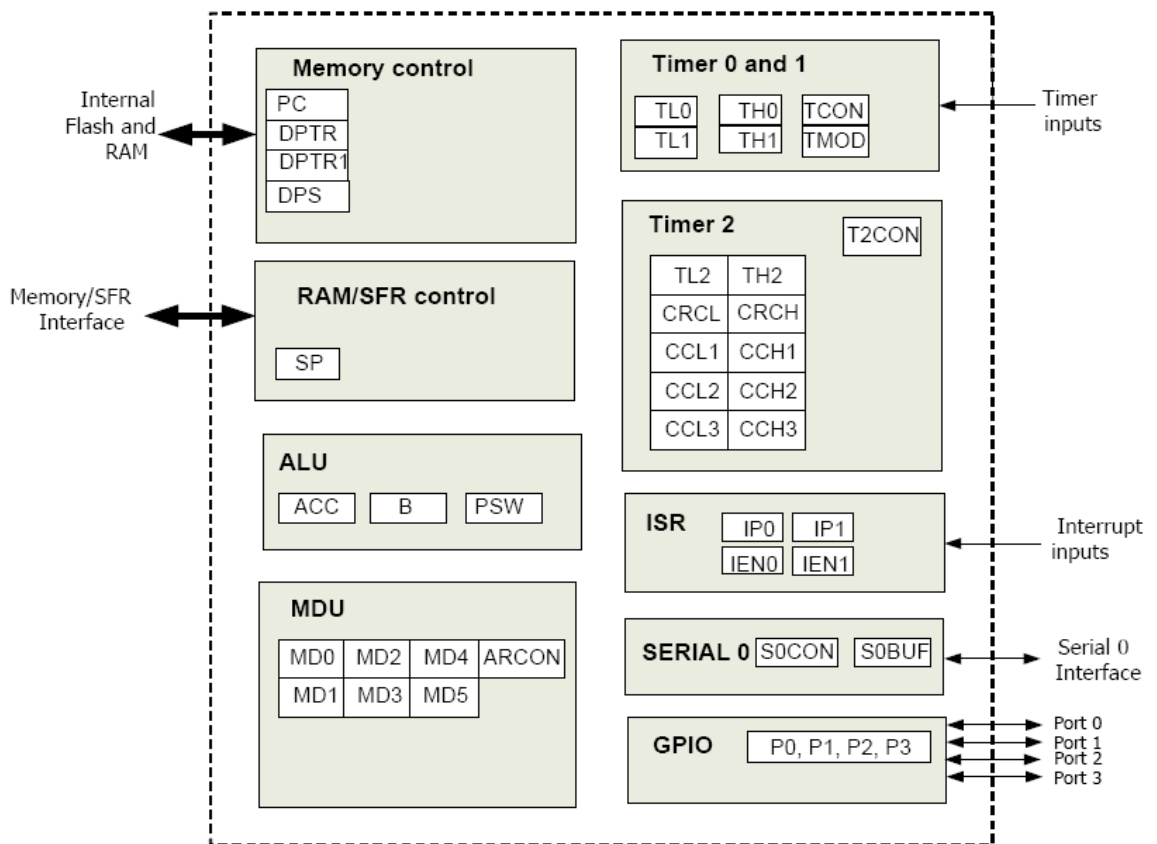 Memory control
PC
DPTR
DPTR1
DPS
Internal
Flash and
RAM
RAM/SFR control
SP
Memory/SFR
Interface
ALU
ACC B PSW
MDU
MD0 MD2 MD4 ARCON
MD1 MD3 MD5
Timer 0 and 1
TL0 TH0 TCON
TL1 TH1 TMOD
Timer
inputs
Timer 2
T2CON
TL2 TH2
CRCL CRCH
CCL1 CCH1
CCL2 CCH2
CCL3 CCH3
ISR
IP0 IP1
IEN0 IEN1
Interrupt
inputs
SERIAL 0 S0CON S0BUF
Serial 0
Interface
GPIO P0, P1, P2, P3
Port 0
Port 1
Port 2
Port 3